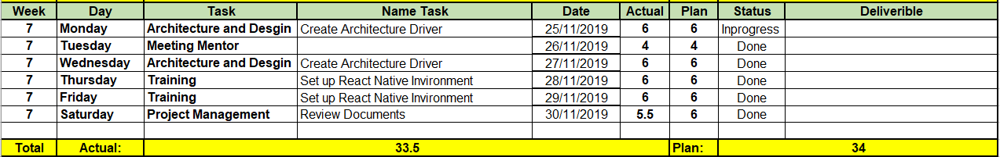 Week Day Task Name Task Date Actual Plan Status Deliverible
7 Monday Architecture and Desgin Create Architecture Driver 25/11/2019 6 6 Inprogress
7 Tuesday Meeting Mentor 26/11/2019 4 4 Done
7 Wednesday Architecture and Desgin Create Architecture Driver 27/11/2019 6 6 Done
7 Thursday Training Set up React Native Invironment 28/11/2019 6 6 Done
7 Friday Training Set up React Native Invironment 29/11/2019 6 6 Done
7 Saturday Project Management Review Documents 30/11/2019 5.5 6 Done
Total Actual: 33.5 Plan: 34